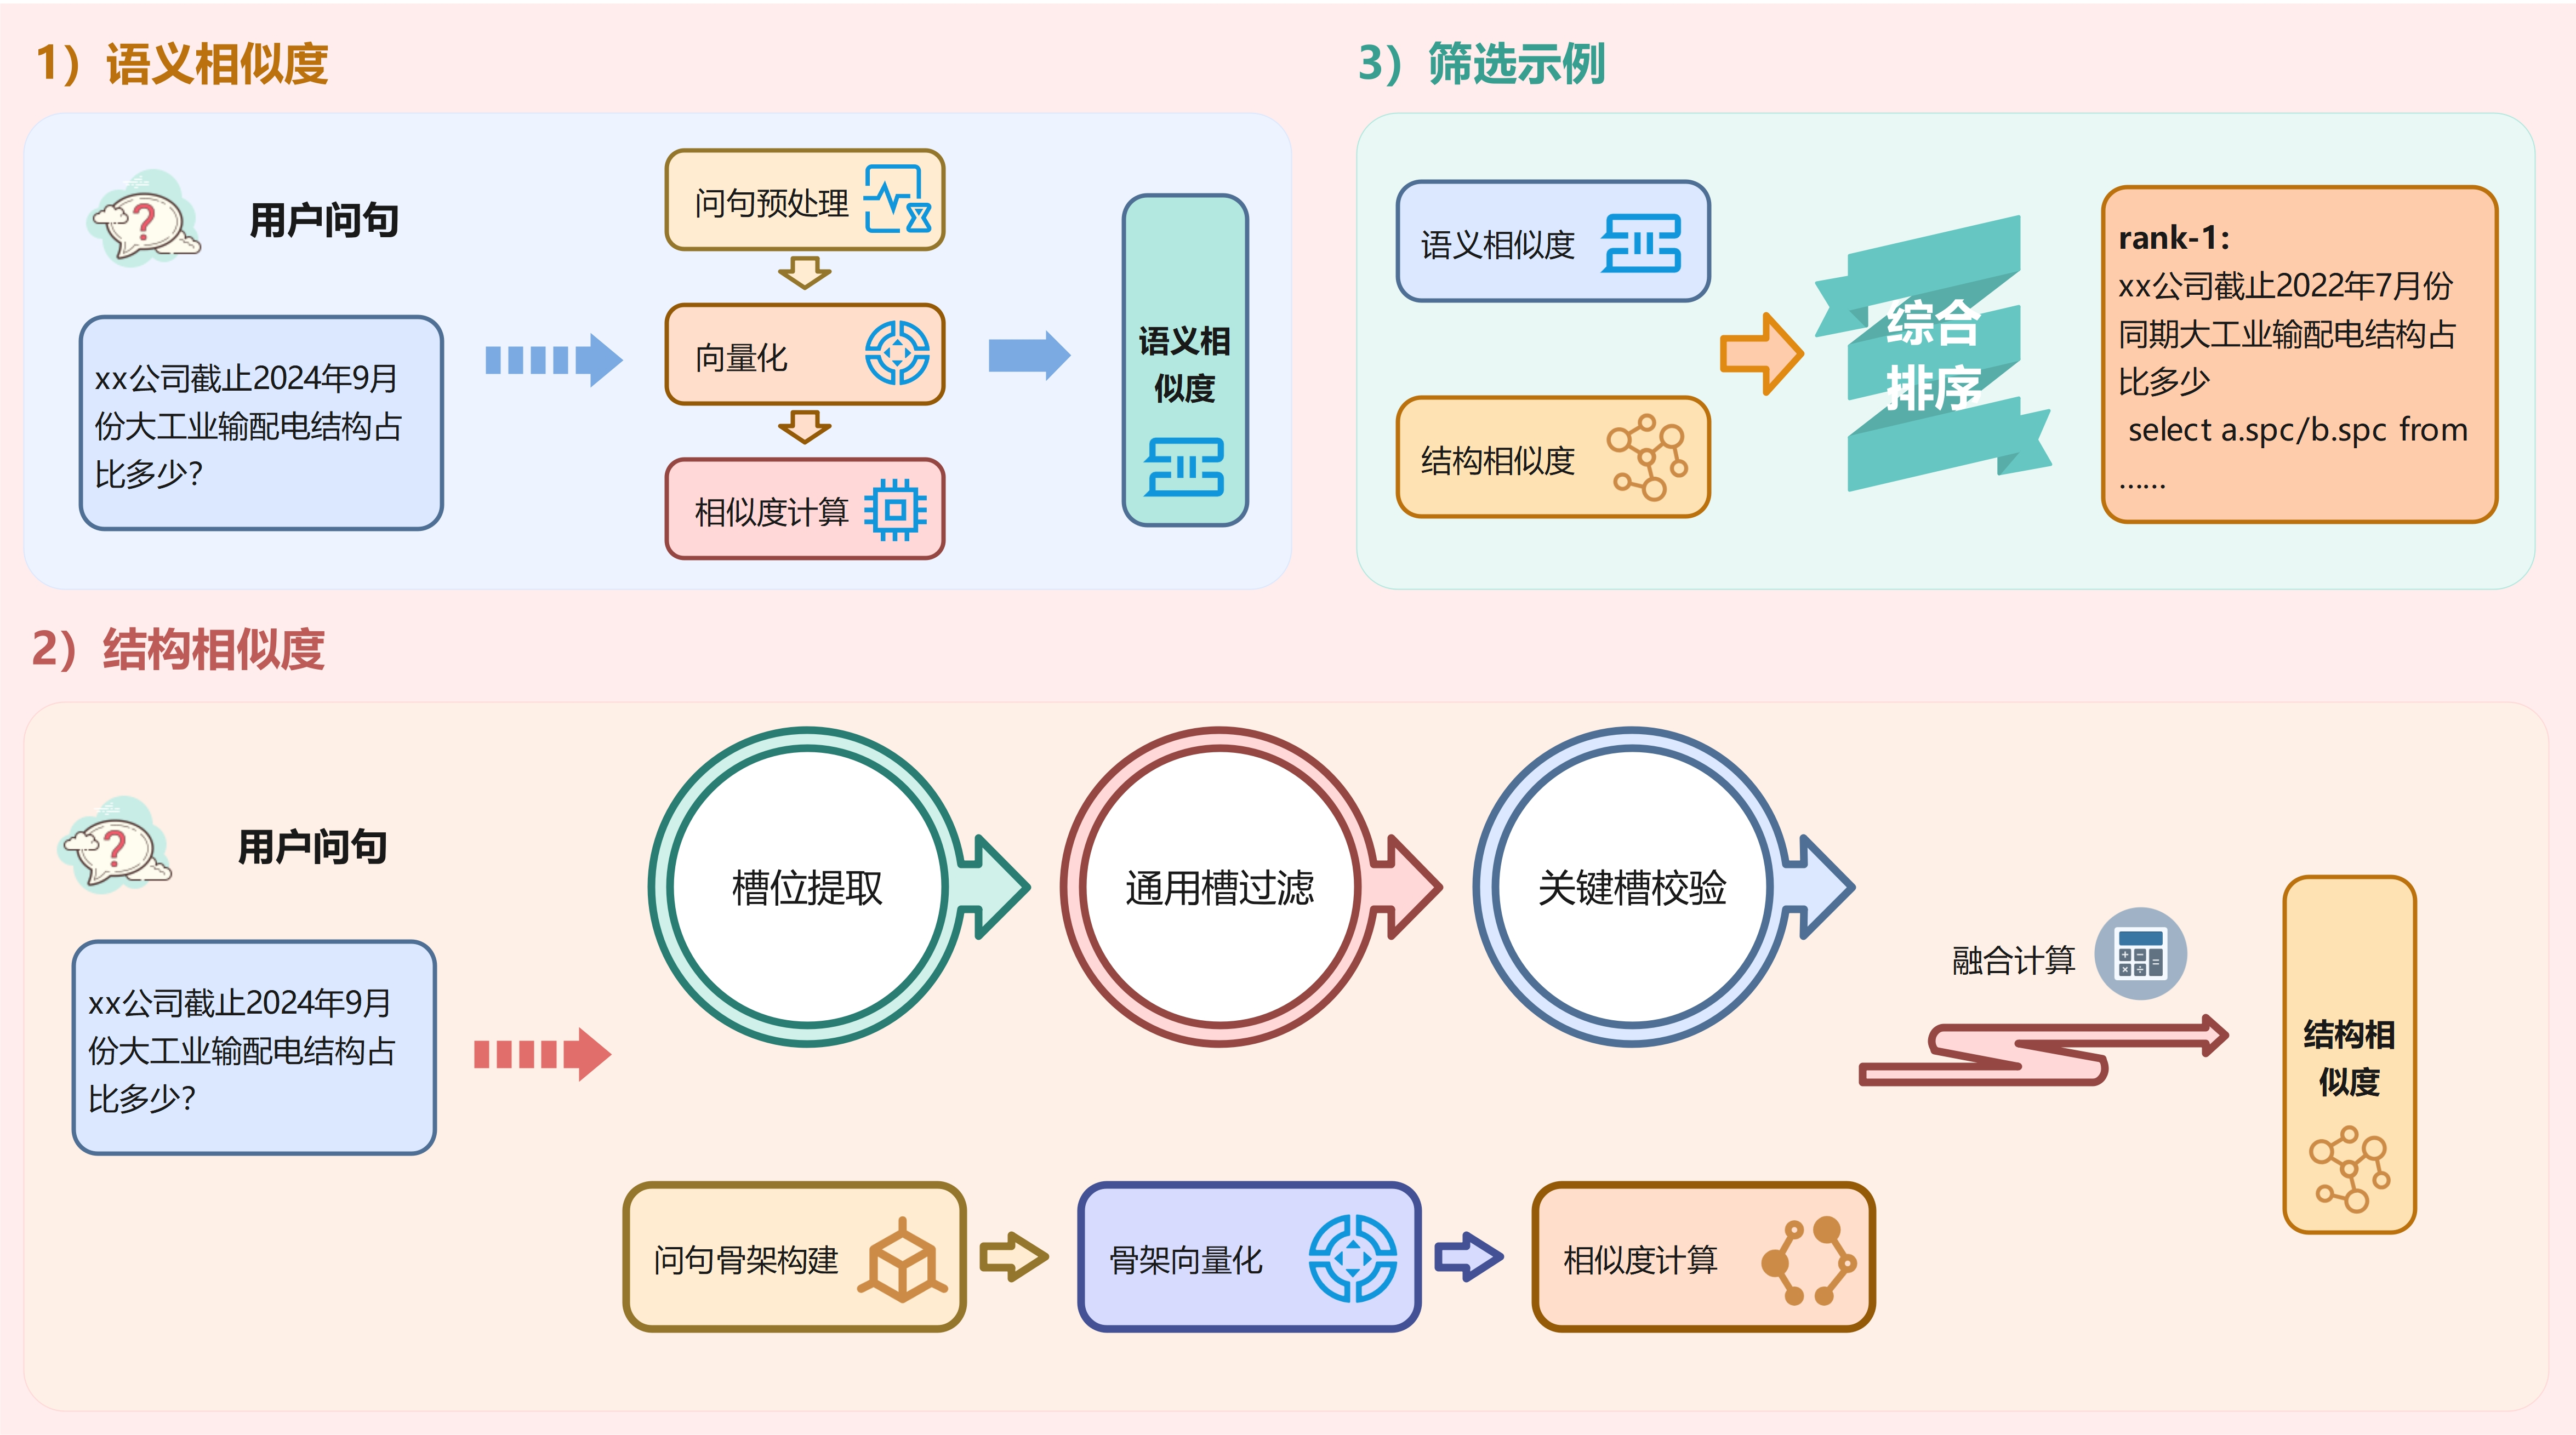 1）语义相似度
用户问句
xx公司截止2024年9月
份大工业输配电结构占
比多少？
问句预处理
向量化
相似度计算
语义相
似度
3）筛选示例
语义相似度
结构相似度
综合
排序
rank-1:
xx公司截止2022年7月份
同期大工业输配电结构占
比多少
select a.spc/b.spc from
......
2）结构相似度
用户问句
xx公司截止2024年9月
份大工业输配电结构占
比多少？
槽位提取
通用槽过滤
关键槽校验
问句骨架构建
骨架向量化
相似度计算
融合计算
结构相
似度